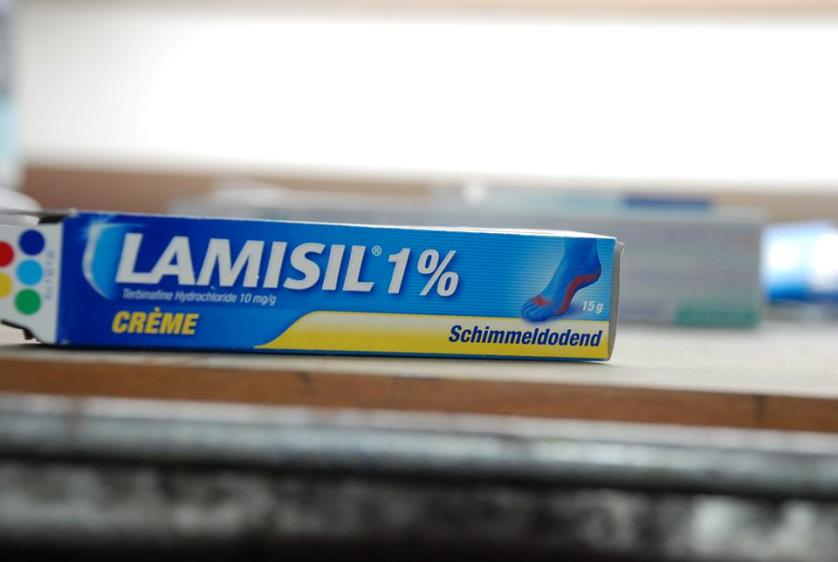 LAMISIL® 1%
Terbinafine Hydrochloride 10 mg/g
15 g
CRÈME
Schimmeldodend